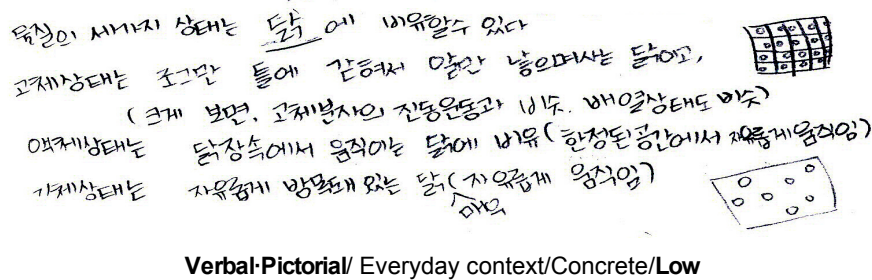 물질의 세가지 상태는 닭에 비유할수 있다
고체상태는 조그만 틀에 갇혀서 알만 낳으며사는 닭이고,
(크게 보면, 고체분자의 진동운동과 비슷. 배열상태도 비슷)
액체상태는 닭장속에서 움직이는 닭에 비유(한정된공간에서 자유롭게움직임)
기체상태는 자유롭게 방목돼 있는 닭(자유롭게 움직임)
매우
Verbal·Pictorial/ Everyday context/Concrete/Low